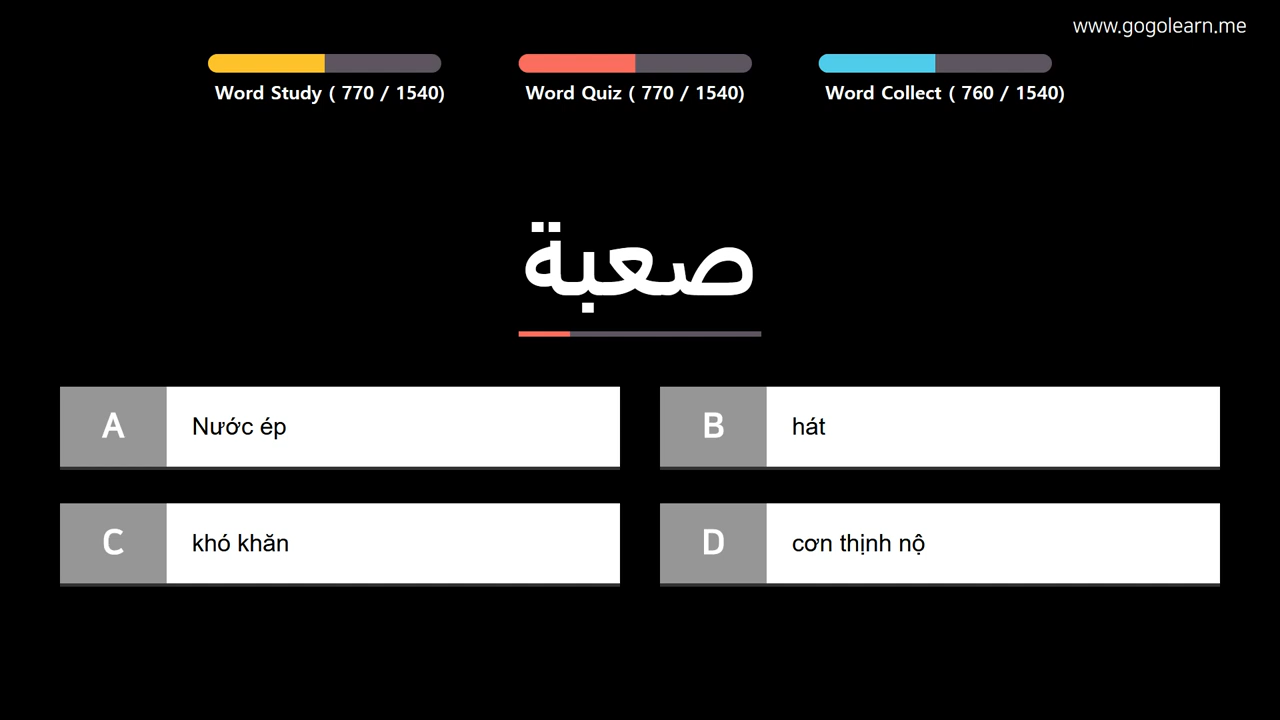 www.gogolearn.me
Word Study ( 770 / 1540)
Word Quiz ( 770 / 1540)
Word Collect ( 760 / 1540)
صعبة
A
Nước ép
B
hát
C
khó khăn
D
cơn thịnh nộ